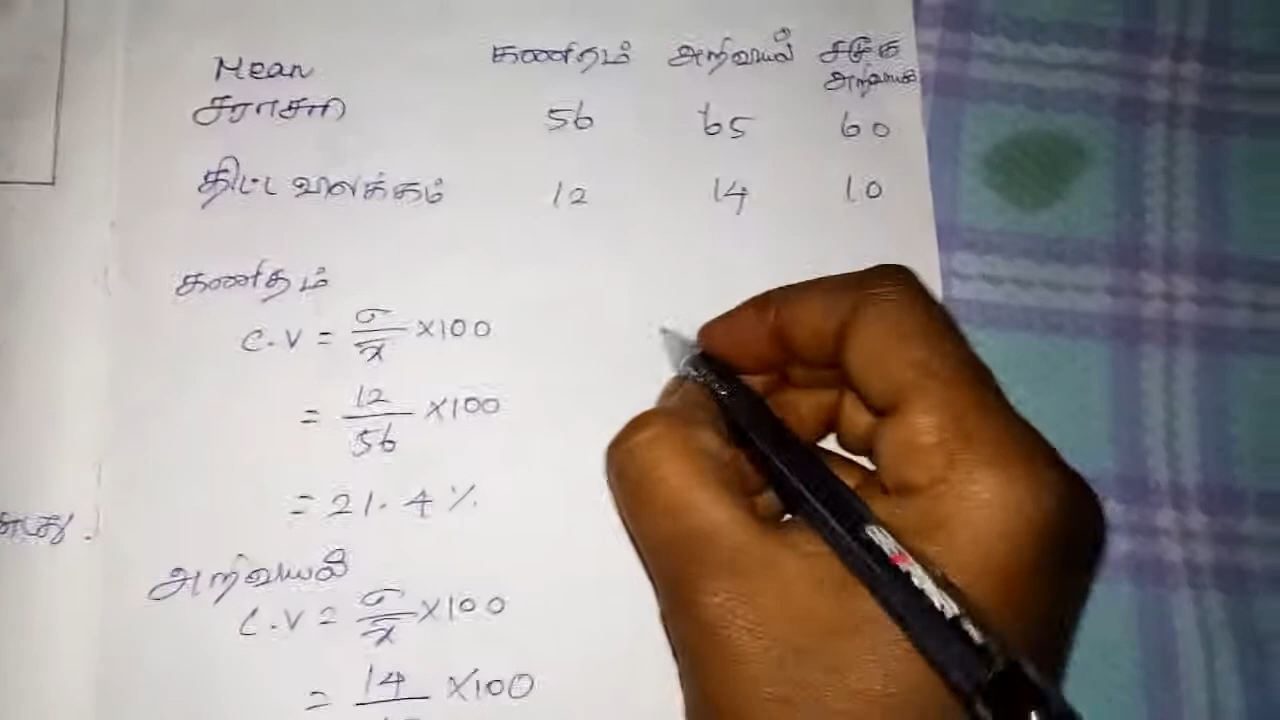 Mean கணிதம் அறிவியல் சமூக அறிவியல்
சராசரி 56 65 60
திட்ட விலக்கம் 12 14 10
கணிதம்
C.V = σ/x̄ ×100
= 12/56 ×100
= 21.4 %
அறிவியல்
C.V = σ/x̄ ×100
= 14 ×100